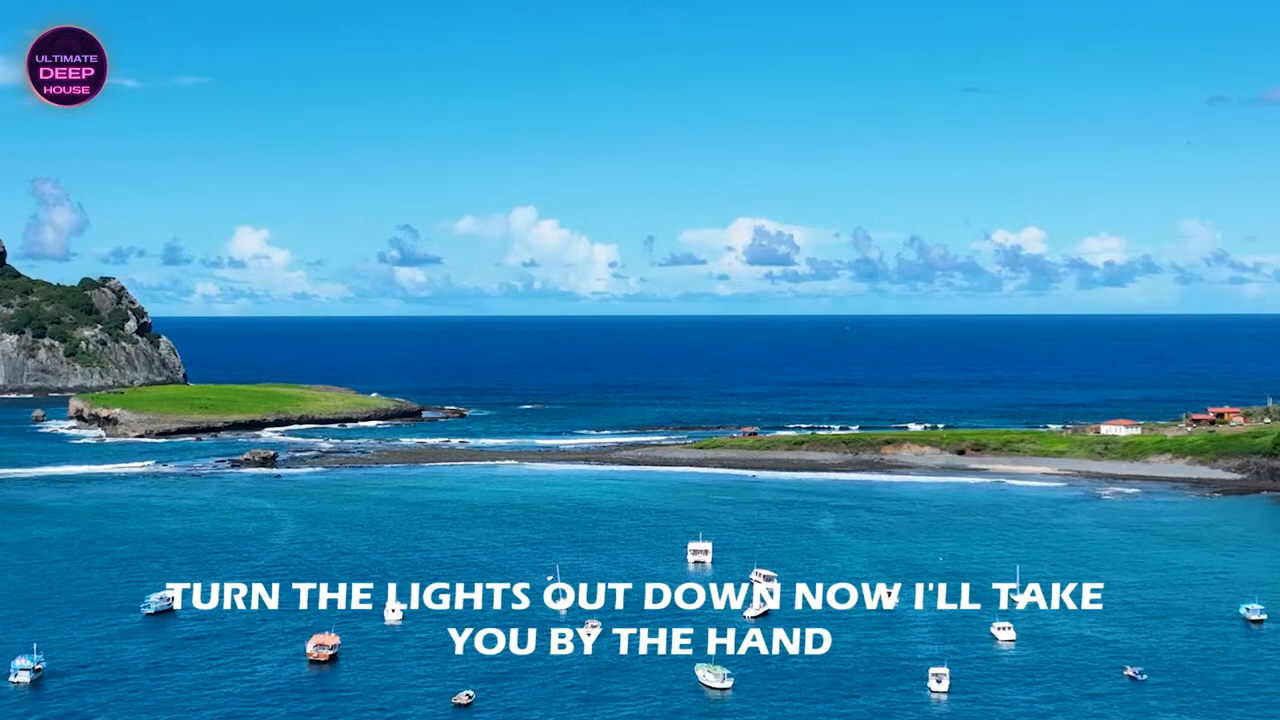 ULTIMATE
DEEP
HOUSE
TURN THE LIGHTS OUT DOWN NOW I'LL TAKE
YOU BY THE HAND